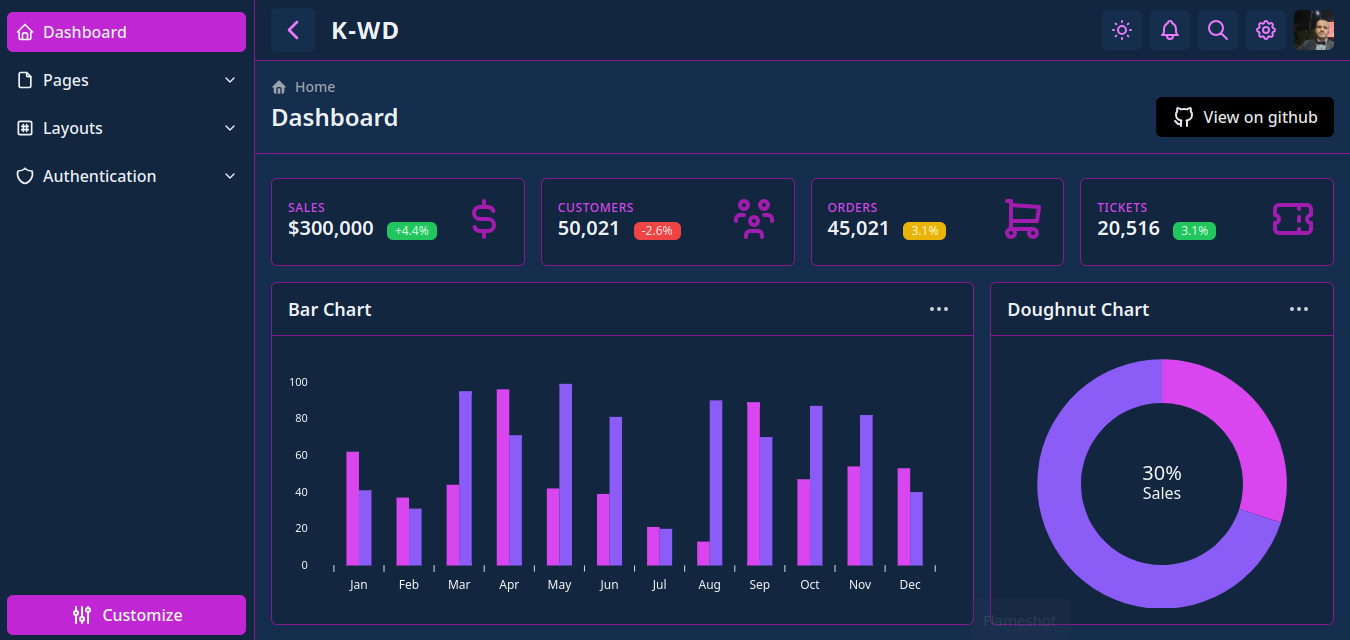 Dashboard
Pages
Layouts
Authentication
Customize
K-WD
Home
Dashboard
View on github
SALES
$300,000 +4.4%
CUSTOMERS
50,021 -2.6%
ORDERS
45,021 3.1%
TICKETS
20,516 3.1%
Bar Chart
100
80
60
40
20
0
Jan Feb Mar Apr May Jun Jul Aug Sep Oct Nov Dec
Doughnut Chart
30%
Sales
Flameshot